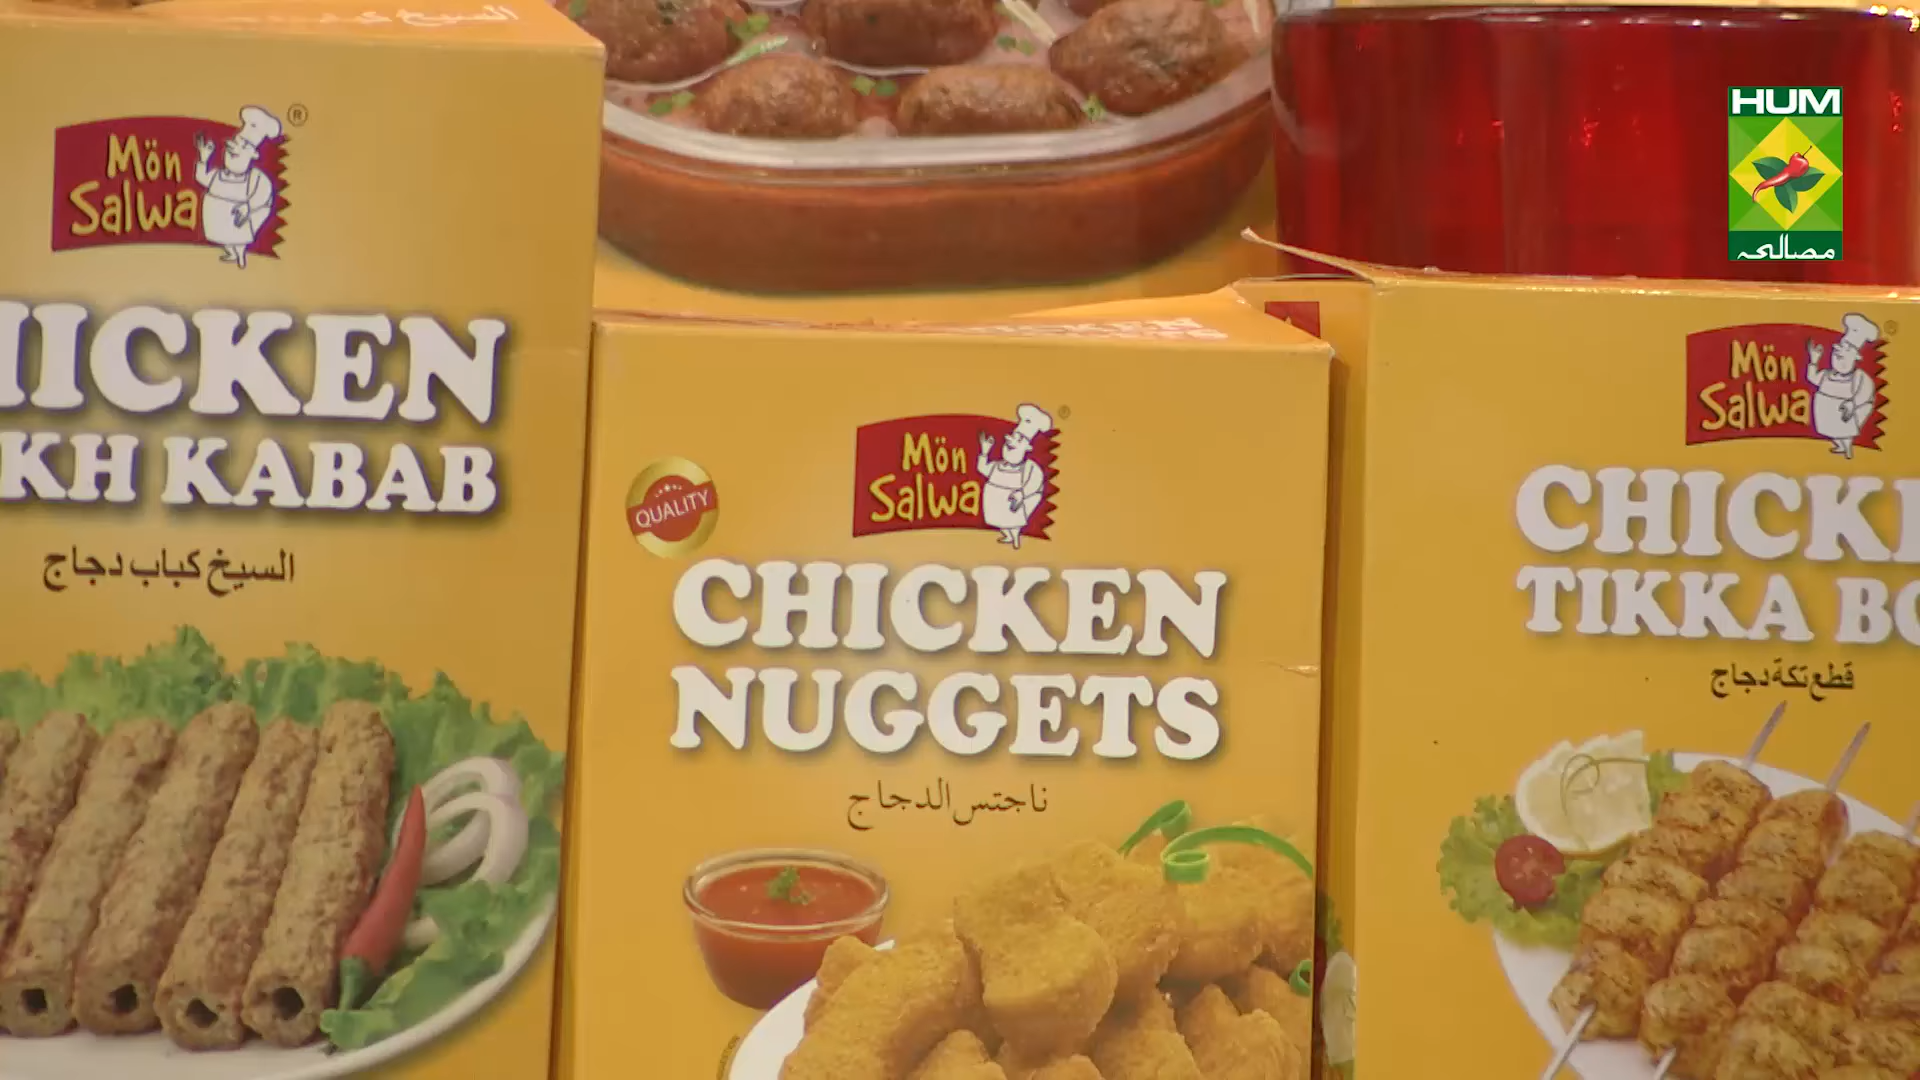 Mön
Salwa
®
HICKEN
KH KABAB
السيخ كباب دجاج
QUALITY
Mön
Salwa
®
CHICKEN
NUGGETS
ناجتس الدجاج
HUM
مصالحہ
Mön
Salwa
®
CHICK
TIKKA BO
قطع تكة دجاج